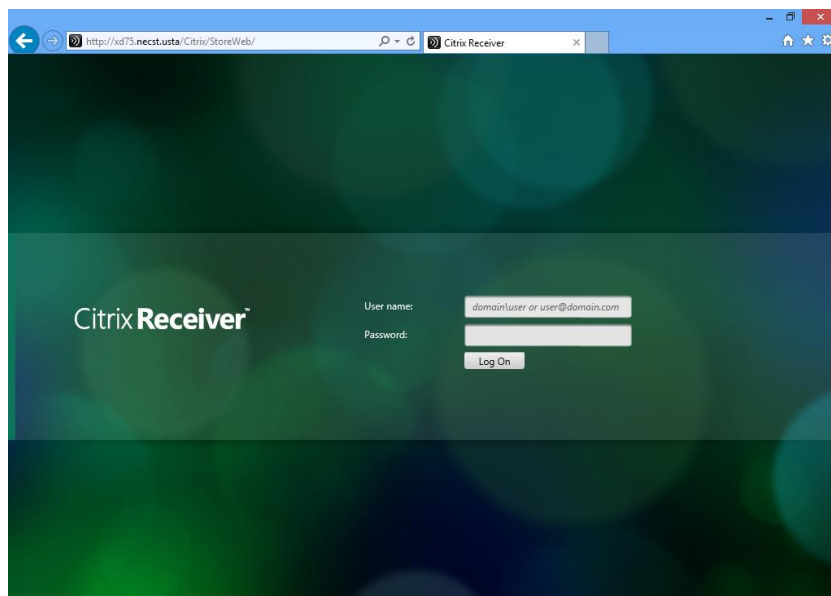 http://xd75.necst.usta/Citrix/StoreWeb/
Citrix Receiver
Citrix Receiver™
User name:
domain\user or user@domain.com
Password:
Log On